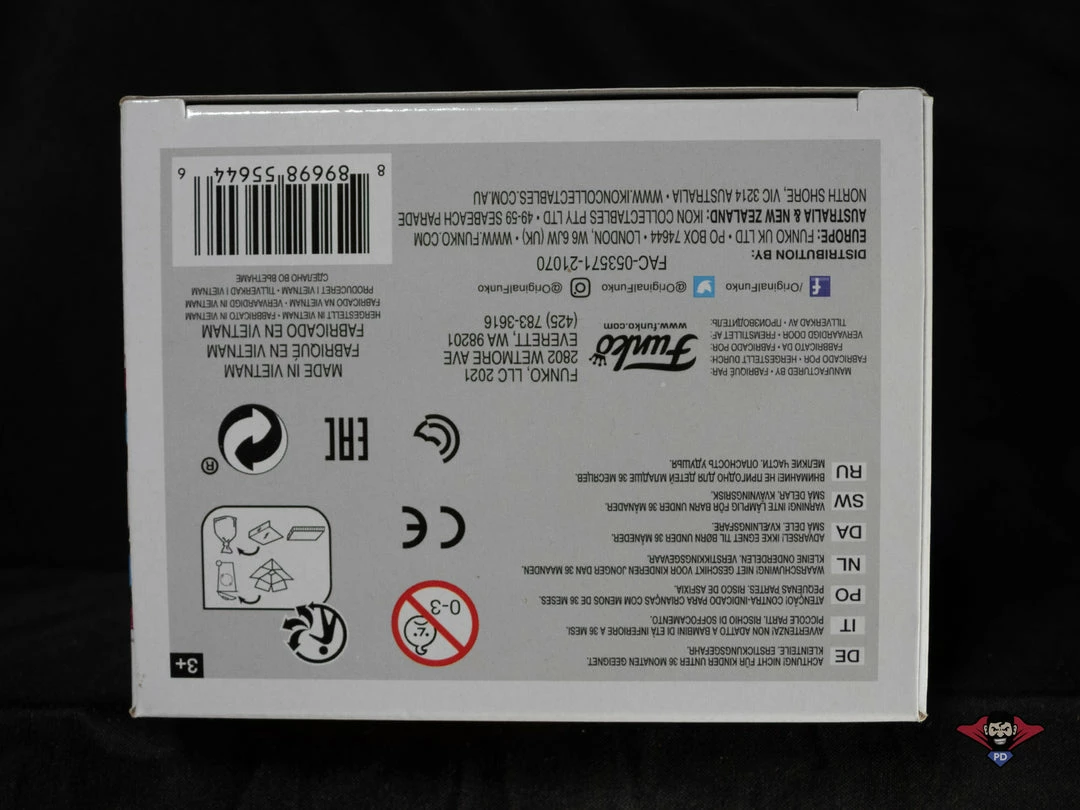 DE ACHTUNG! NICHT FÜR KINDER UNTER 36 MONATEN GEEIGNET.
KLEINTEILE. ERSTICKUNGSGEFAHR.
IT AVVERTENZA! NON ADATTO A BAMBINI DI ETÀ INFERIORE A 36 MESI.
PICCOLE PARTI. RISCHIO DI SOFFOCAMENTO.
PO ATENÇÃO! CONTRA-INDICADO PARA CRIANÇAS COM MENOS DE 36 MESES.
PEQUENAS PARTES. RISCO DE ASFIXIA.
NL WAARSCHUWING! NIET GESCHIKT VOOR KINDEREN JONGER DAN 36 MAANDEN.
KLEINE ONDERDELEN. VERSTIKKINGSGEVAAR.
DA ADVARSEL! IKKE EGNET TIL BØRN UNDER 36 MÅNEDER.
SMÅ DELE. KVÆLNINGSFARE.
SW VARNING! INTE LÄMPLIG FÖR BARN UNDER 36 MÅNADER.
SMÅ DELAR. KVÄVNINGSRISK.
RU ВНИМАНИЕ! НЕ ПРИГОДНО ДЛЯ ДЕТЕЙ МЛАДШЕ 36 МЕСЯЦЕВ.
МЕЛКИЕ ЧАСТИ. ОПАСНОСТЬ УДУШЬЯ.
0-3
CE
EAC
3+
®
MANUFACTURED BY • FABRIQUÉ PAR:
FABRICADO POR • HERGESTELLT DURCH:
FABBRICATO DA • FABRICADO POR:
VERVAARDIGD DOOR • FREMSTILLET AF:
TILLVERKAD AV • ПРОИЗВОДИТЕЛЬ:
Funko
www.funko.com
FUNKO, LLC 2021
2802 WETMORE AVE
EVERETT, WA 98201
(425) 783-3616
f /OriginalFunko @OriginalFunko @OriginalFunko
FAC-053571-21070
DISTRIBUTION BY:
EUROPE: FUNKO UK LTD • PO BOX 74644 • LONDON, W6 6JW (UK) • WWW.FUNKO.COM
AUSTRALIA & NEW ZEALAND: IKON COLLECTABLES PTY LTD • 49-59 SEABEACH PARADE
NORTH SHORE, VIC 3214 AUSTRALIA • WWW.IKONCOLLECTABLES.COM.AU
MADE IN VIETNAM
FABRIQUÉ EN VIETNAM
FABRICADO EN VIETNAM
HERGESTELLT IN VIETNAM • FABBRICATO IN VIETNAM
FABRICADO NA VIETNAM • VERVAARDIGD IN VIETNAM
PRODUCERET I VIETNAM • TILLVERKAD I VIETNAM
СДЕЛАНО ВО ВЬЕТНАМЕ
8 89698 55644 6
PD